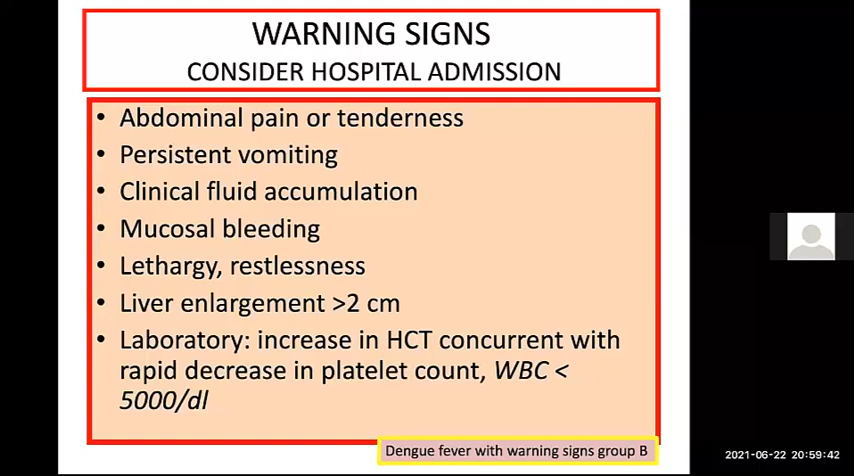 WARNING SIGNS
CONSIDER HOSPITAL ADMISSION
• Abdominal pain or tenderness
• Persistent vomiting
• Clinical fluid accumulation
• Mucosal bleeding
• Lethargy, restlessness
• Liver enlargement >2 cm
• Laboratory: increase in HCT concurrent with
rapid decrease in platelet count, WBC <
5000/dl
Dengue fever with warning signs group B
2021-06-22 20:59:42